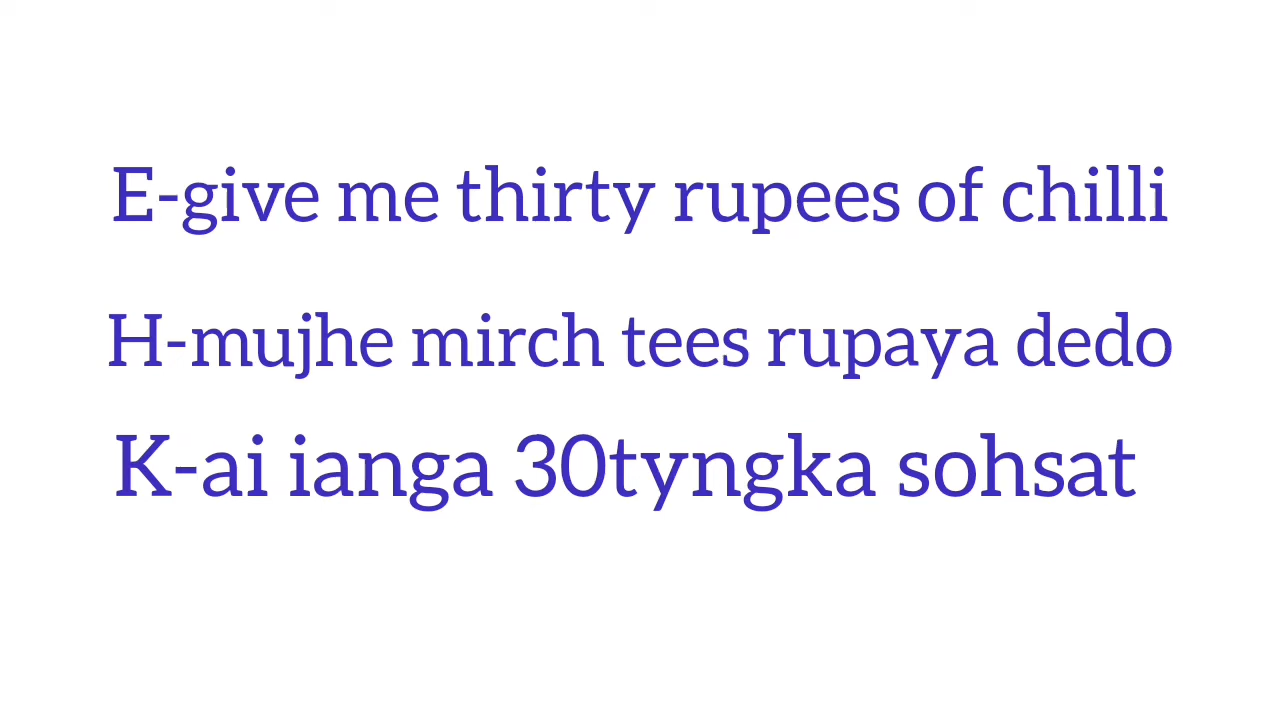 E-give me thirty rupees of chilli
H-mujhe mirch tees rupaya dedo
K-ai ianga 30tyngka sohsat